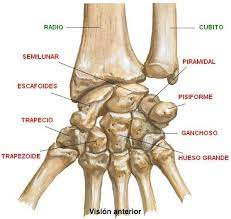 RADIO
CUBITO
SEMILUNAR
PIRAMIDAL
ESCAFOIDES
PISIFORME
TRAPECIO
GANCHOSO
TRAPEZOIDE
HUESO GRANDE
Visión anterior